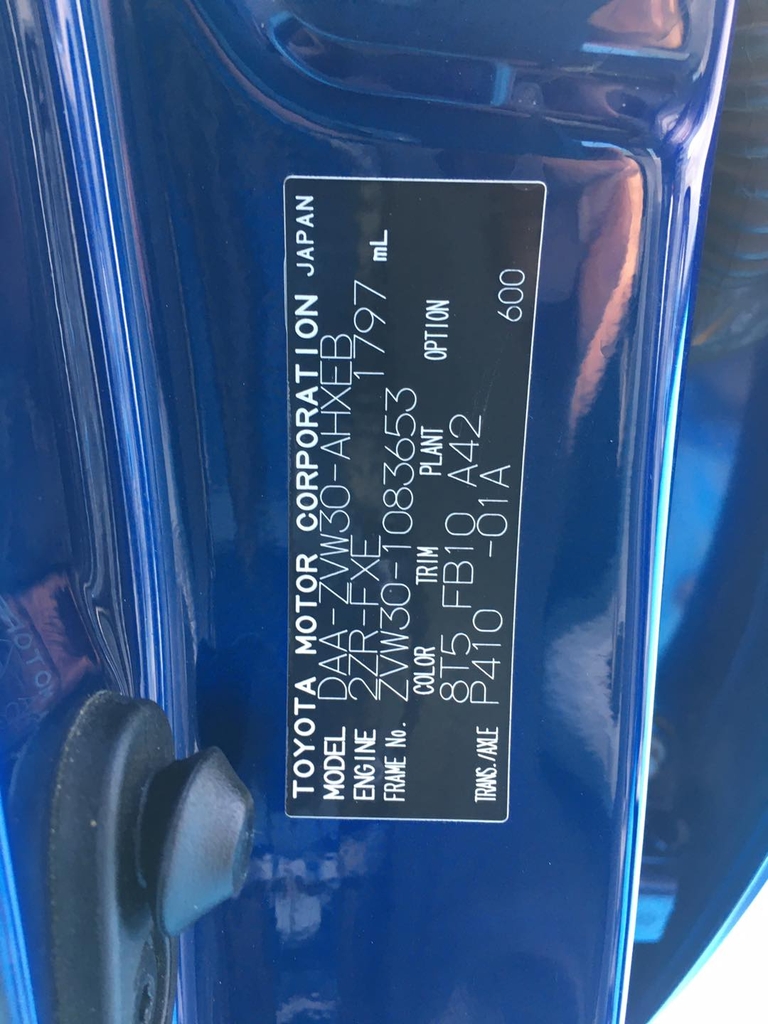 TOYOTA MOTOR CORPORATION JAPAN
MODEL DAA-ZVW30-AHXEB
ENGINE 2ZR-FXE 1797 mL
FRAME No. ZVW30-1083653
COLOR TRIM PLANT OPTION
8T5 FB10 A42
TRANS./AXLE P410 -01A
600